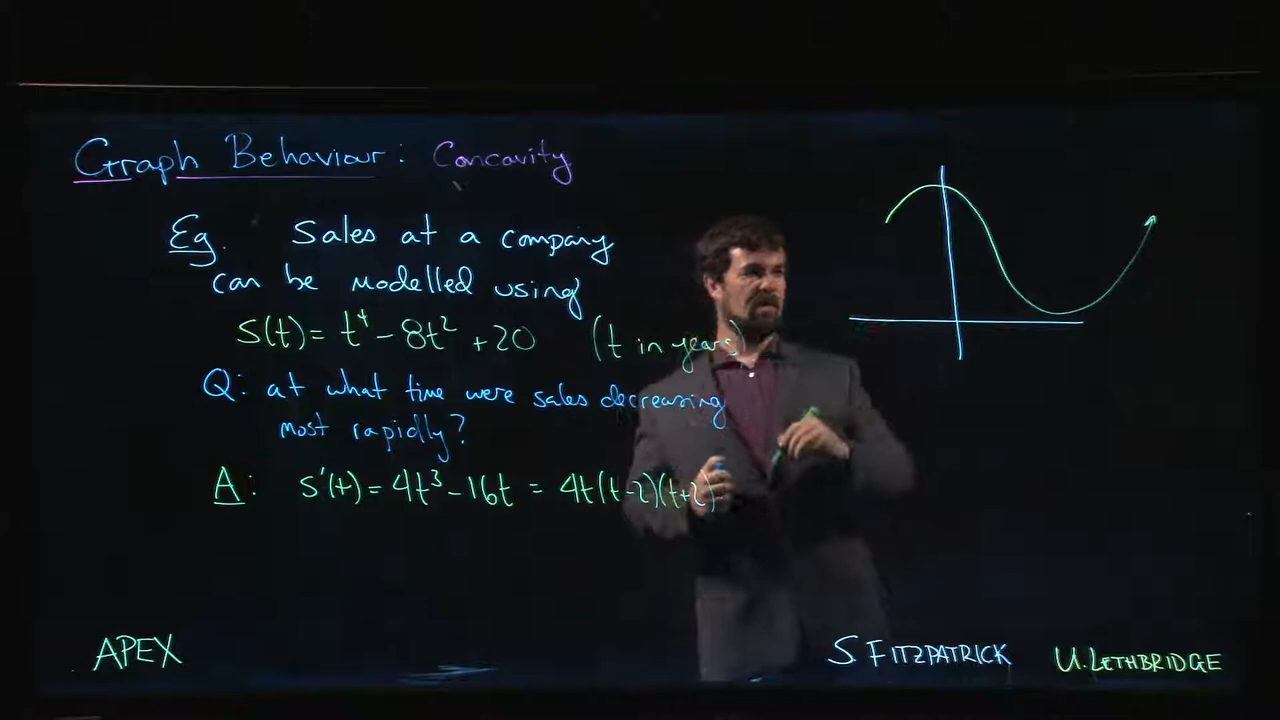 Graph Behaviour: Concavity
Eg. Sales at a company
can be modelled using
S(t) = t⁴ - 8t² + 20 (t in years)
Q: at what time were sales decreasing
most rapidly?
A: S'(t) = 4t³ - 16t = 4t(t-2)(t+2)
APEX
S FITZPATRICK U. LETHBRIDGE